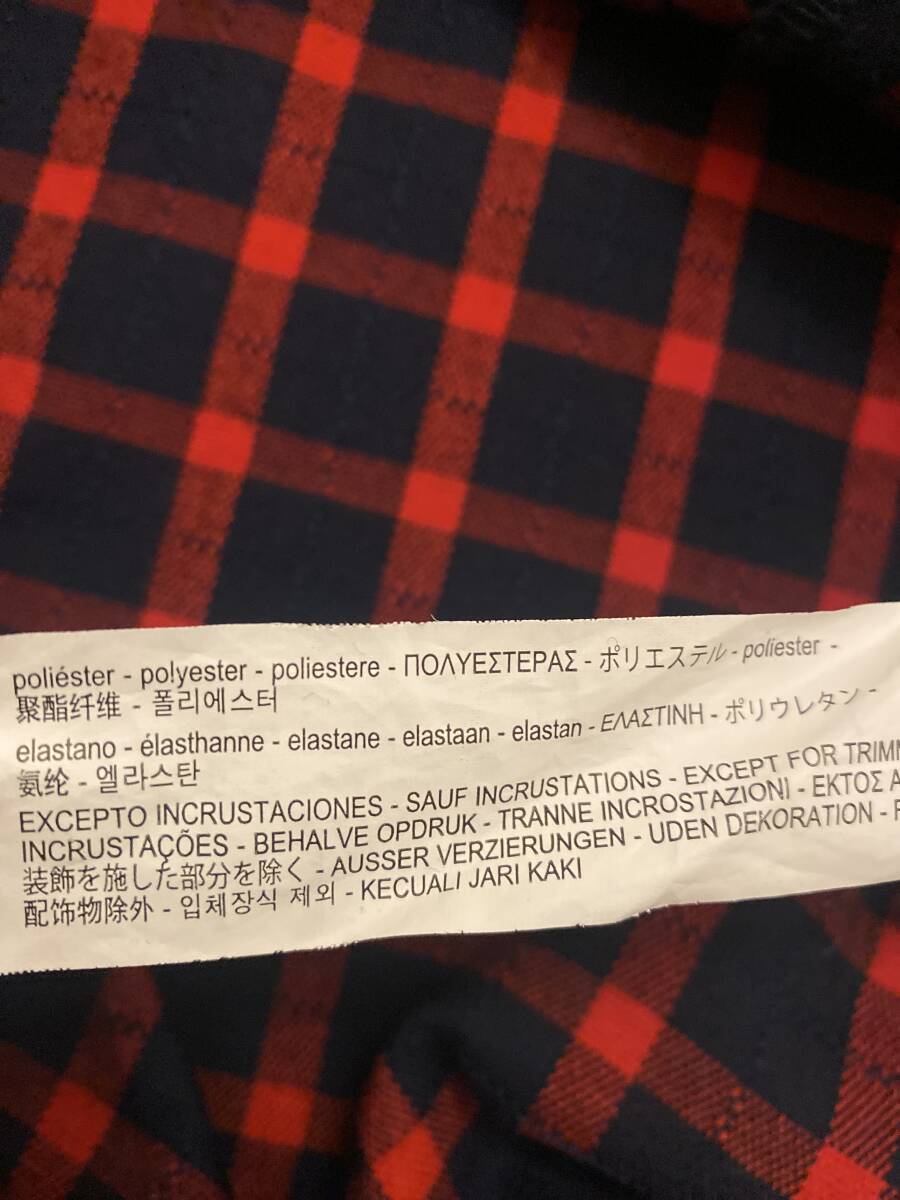 poliéster - polyester - poliestere - ΠΟΛΥΕΣΤΕΡΑΣ - ポリエステル - poliester -
聚酯纤维 - 폴리에스터
elastano - élasthanne - elastane - elastaan - elastan - ΕΛΑΣΤΙΝΗ - ポリウレタン -
氨纶 - 엘라스탄
EXCEPTO INCRUSTACIONES - SAUF INCRUSTATIONS - EXCEPT FOR TRIMM
INCRUSTAÇÕES - BEHALVE OPDRUK - TRANNE INCROSTAZIONI - ΕΚΤΟΣ Α
装飾を施した部分を除く - AUSSER VERZIERUNGEN - UDEN DEKORATION -
配饰物除外 - 입체장식 제외 - KECUALI JARI KAKI